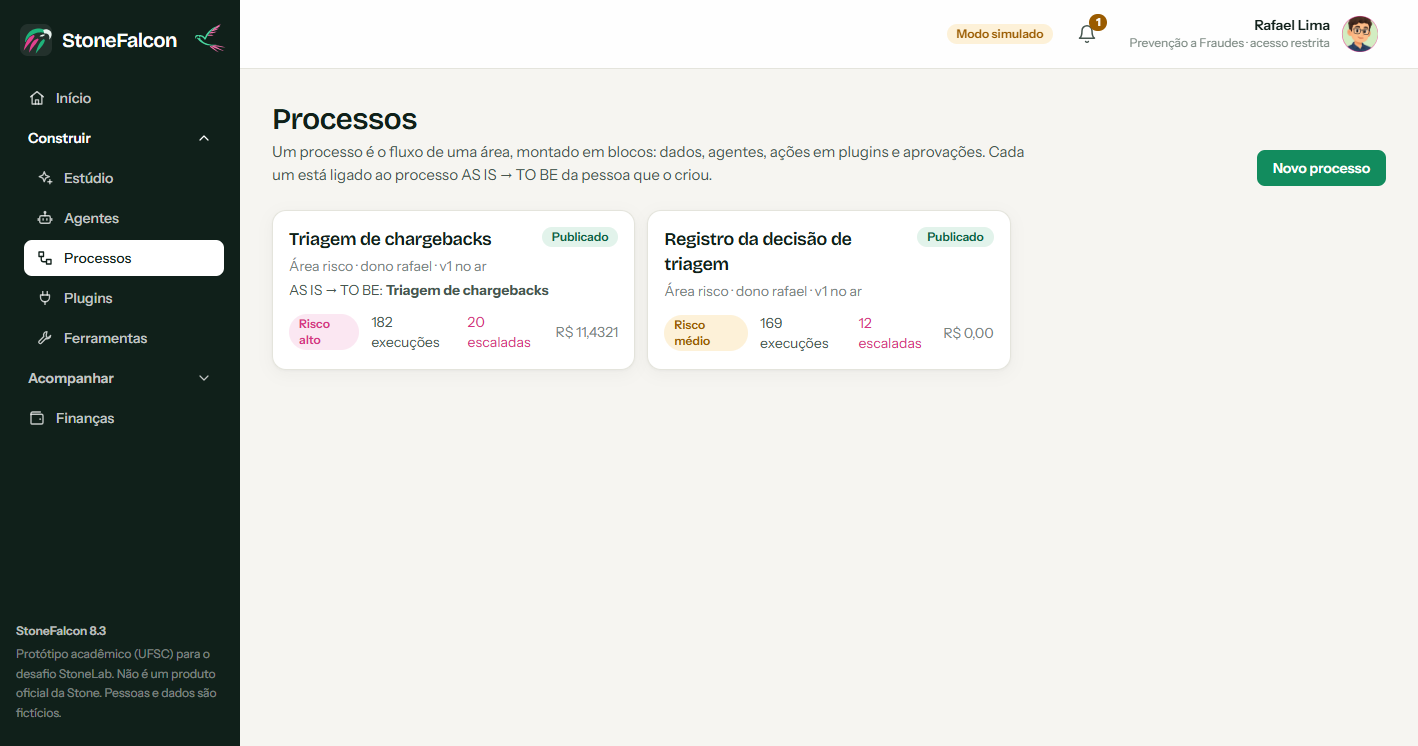 StoneFalcon
Início
Construir
Estúdio
Agentes
Processos
Plugins
Ferramentas
Acompanhar
Finanças
StoneFalcon 8.3
Protótipo acadêmico (UFSC) para o
desafio StoneLab. Não é um produto
oficial da Stone. Pessoas e dados são
fictícios.
Modo simulado
1
Rafael Lima
Prevenção a Fraudes · acesso restrita
Processos
Um processo é o fluxo de uma área, montado em blocos: dados, agentes, ações em plugins e aprovações. Cada
um está ligado ao processo AS IS → TO BE da pessoa que o criou.
Novo processo
Triagem de chargebacks
Publicado
Área risco · dono rafael · v1 no ar
AS IS → TO BE: Triagem de chargebacks
Risco
alto
182
execuções
20
escaladas
R$ 11,4321
Registro da decisão de
triagem
Publicado
Área risco · dono rafael · v1 no ar
Risco
médio
169
execuções
12
escaladas
R$ 0,00